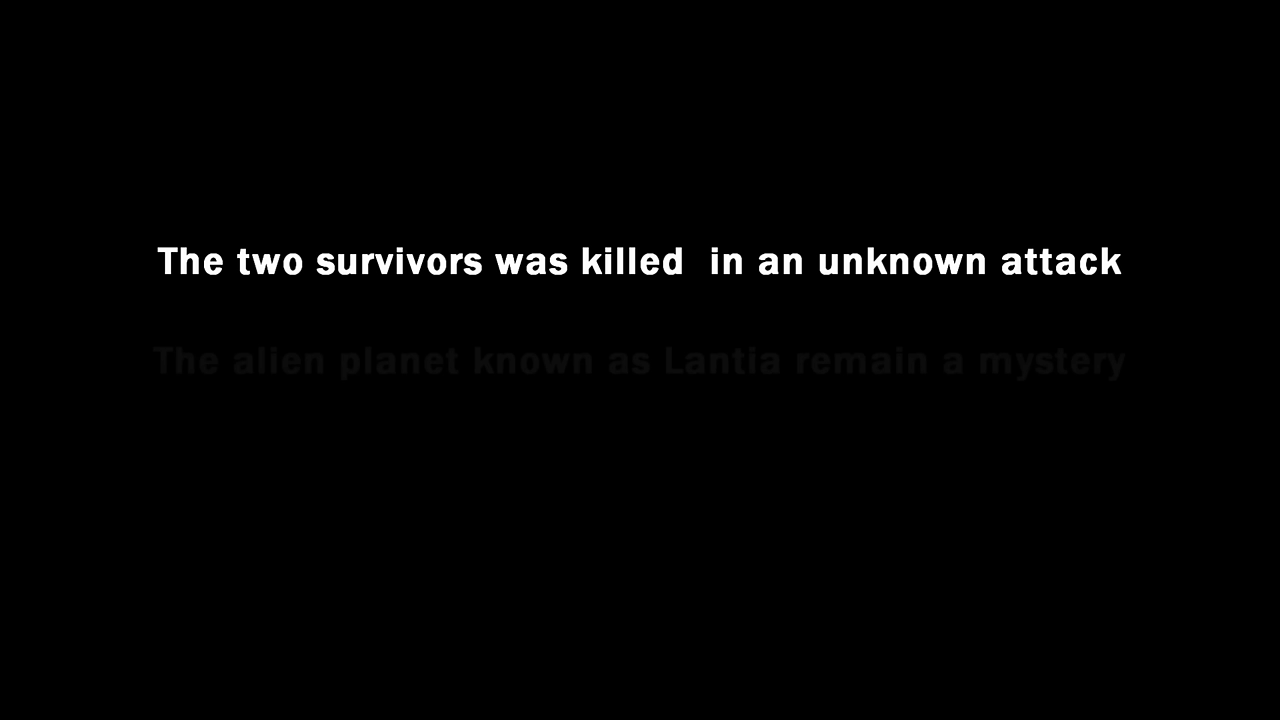 The two survivors was killed  in an unknown attack
The alien planet known as Lantia remain a mystery